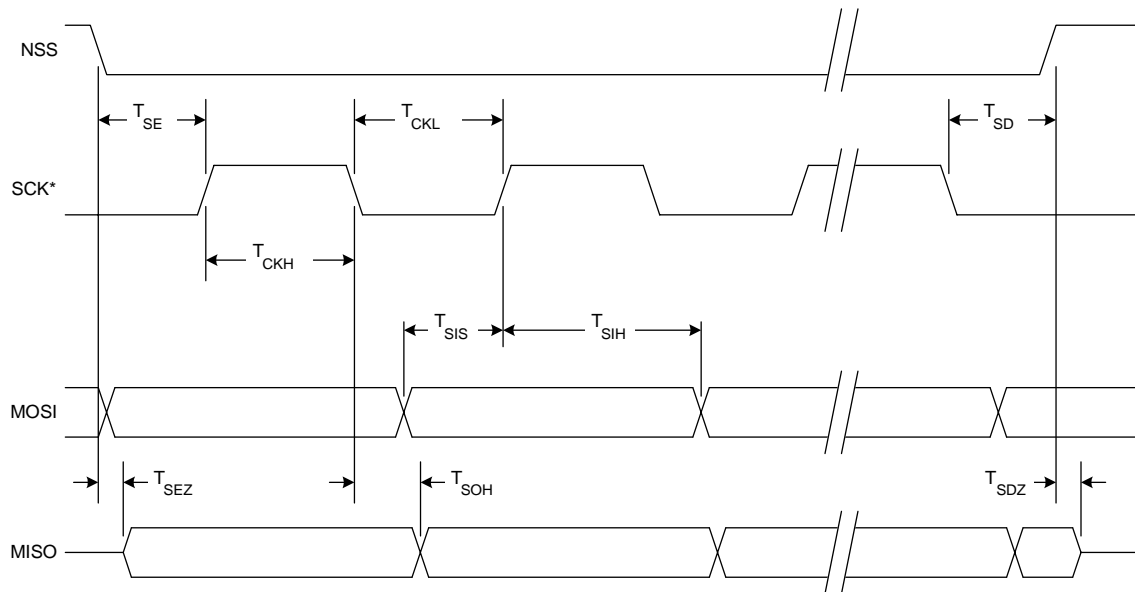 NSS
T_SE
T_CKL
T_SD
SCK*
T_CKH
T_SIS
T_SIH
MOSI
T_SEZ
T_SOH
T_SDZ
MISO